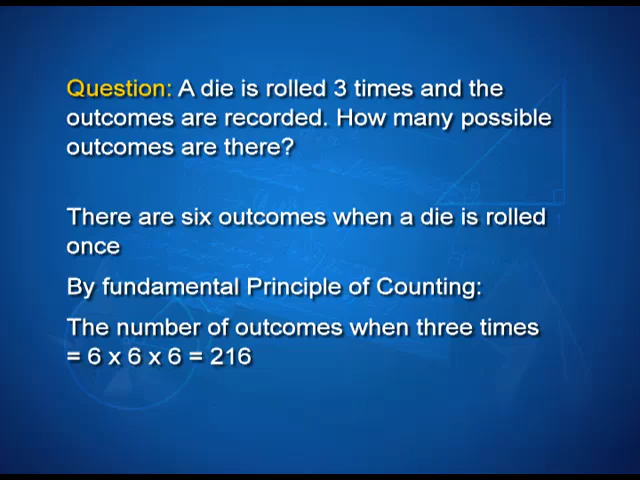 Question: A die is rolled 3 times and the
outcomes are recorded. How many possible
outcomes are there?
There are six outcomes when a die is rolled
once
By fundamental Principle of Counting:
The number of outcomes when three times
= 6 x 6 x 6 = 216